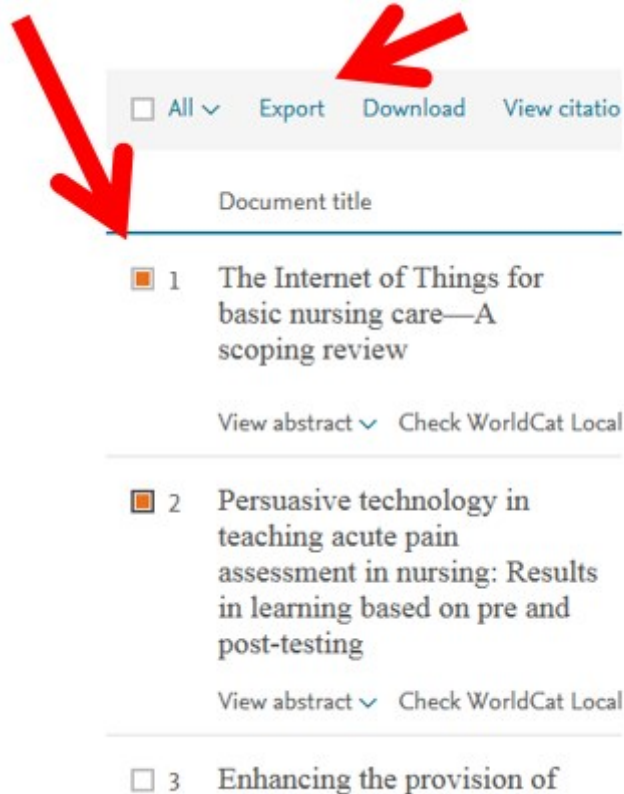 All Export Download View citatio
Document title
1 The Internet of Things for
basic nursing care—A
scoping review
View abstract Check WorldCat Local
2 Persuasive technology in
teaching acute pain
assessment in nursing: Results
in learning based on pre and
post-testing
View abstract Check WorldCat Local
3 Enhancing the provision of